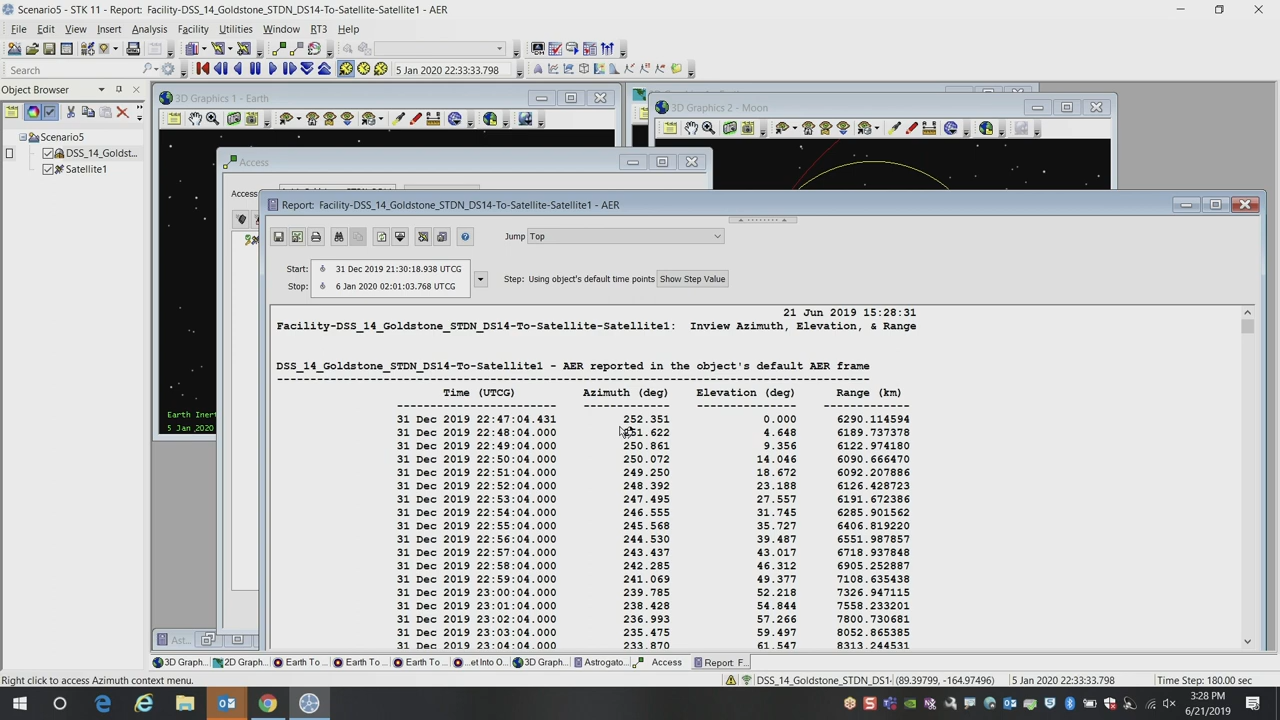 Scenario5 - STK 11 - Report: Facility-DSS_14_Goldstone_STDN_DS14-To-Satellite-Satellite1 - AER
File Edit View Insert Analysis Facility Utilities Window RT3 Help
Search
5 Jan 2020 22:33:33.798
Object Browser
Scenario5
DSS_14_Goldst...
Satellite1
3D Graphics 1 - Earth
3D Graphics 2 - Moon
Access
Access
Report: Facility-DSS_14_Goldstone_STDN_DS14-To-Satellite-Satellite1 - AER
Jump Top
Start: 31 Dec 2019 21:30:18.938 UTCG
Stop: 6 Jan 2020 02:01:03.768 UTCG
Step: Using object's default time points Show Step Value
21 Jun 2019 15:28:31
Facility-DSS_14_Goldstone_STDN_DS14-To-Satellite-Satellite1: Inview Azimuth, Elevation, & Range
DSS_14_Goldstone_STDN_DS14-To-Satellite1 - AER reported in the object's default AER frame
Time (UTCG) Azimuth (deg) Elevation (deg) Range (km)
31 Dec 2019 22:47:04.431 252.351 0.000 6290.114594
31 Dec 2019 22:48:04.000 251.622 4.648 6189.737378
31 Dec 2019 22:49:04.000 250.861 9.356 6122.974180
31 Dec 2019 22:50:04.000 250.072 14.046 6090.666470
31 Dec 2019 22:51:04.000 249.250 18.672 6092.207886
31 Dec 2019 22:52:04.000 248.392 23.188 6126.428723
31 Dec 2019 22:53:04.000 247.495 27.557 6191.672386
31 Dec 2019 22:54:04.000 246.555 31.745 6285.901562
31 Dec 2019 22:55:04.000 245.568 35.727 6406.819220
31 Dec 2019 22:56:04.000 244.530 39.487 6551.987857
31 Dec 2019 22:57:04.000 243.437 43.017 6718.937848
31 Dec 2019 22:58:04.000 242.285 46.312 6905.252887
31 Dec 2019 22:59:04.000 241.069 49.377 7108.635438
31 Dec 2019 23:00:04.000 239.785 52.218 7326.947115
31 Dec 2019 23:01:04.000 238.428 54.844 7558.233201
31 Dec 2019 23:02:04.000 236.993 57.266 7800.730681
31 Dec 2019 23:03:04.000 235.475 59.497 8052.865385
31 Dec 2019 23:04:04.000 233.870 61.547 8313.244531
Earth Iner
5 Jan 2020
Ast...
3D Graph... 2D Graph... Earth To ... Earth To ... Earth To ... ...et Into O... 3D Graph... Astrogato... Access Report F...
Right click to access Azimuth context menu.
DSS_14_Goldstone_STDN_DS1- (89.39799, -164.97496) 5 Jan 2020 22:33:33.798 Time Step: 180.00 sec
3:28 PM
6/21/2019